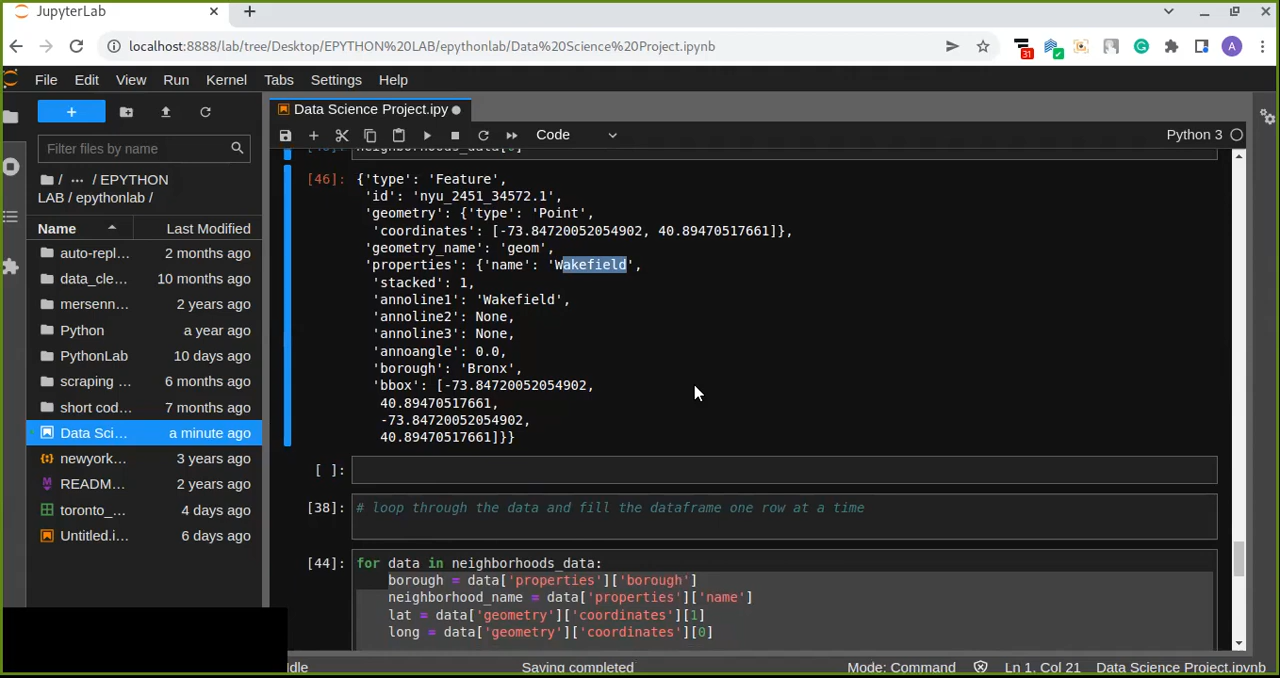 JupyterLab
localhost:8888/lab/tree/Desktop/EPYTHON%20LAB/epythonlab/Data%20Science%20Project.ipynb
31
A
File Edit View Run Kernel Tabs Settings Help
Data Science Project.ipy
Code
Python 3
Filter files by name
/ ··· / EPYTHON
LAB / epythonlab /
Name Last Modified
auto-repl... 2 months ago
data_cle... 10 months ago
mersenn... 2 years ago
Python a year ago
PythonLab 10 days ago
scraping ... 6 months ago
short cod... 7 months ago
Data Sci... a minute ago
newyork... 3 years ago
M READM... 2 years ago
toronto_... 4 days ago
Untitled.i... 6 days ago
neighborhoods_data[0]
[46]: {'type': 'Feature',
'id': 'nyu_2451_34572.1',
'geometry': {'type': 'Point',
'coordinates': [-73.84720052054902, 40.89470517661]},
'geometry_name': 'geom',
'properties': {'name': 'Wakefield',
'stacked': 1,
'annoline1': 'Wakefield',
'annoline2': None,
'annoline3': None,
'annoangle': 0.0,
'borough': 'Bronx',
'bbox': [-73.84720052054902,
40.89470517661,
-73.84720052054902,
40.89470517661]}}
[ ]:
[38]: # loop through the data and fill the dataframe one row at a time
[44]: for data in neighborhoods_data:
borough = data['properties']['borough']
neighborhood_name = data['properties']['name']
lat = data['geometry']['coordinates'][1]
long = data['geometry']['coordinates'][0]
Idle Saving completed Mode: Command Ln 1, Col 21 Data Science Project.ipynb